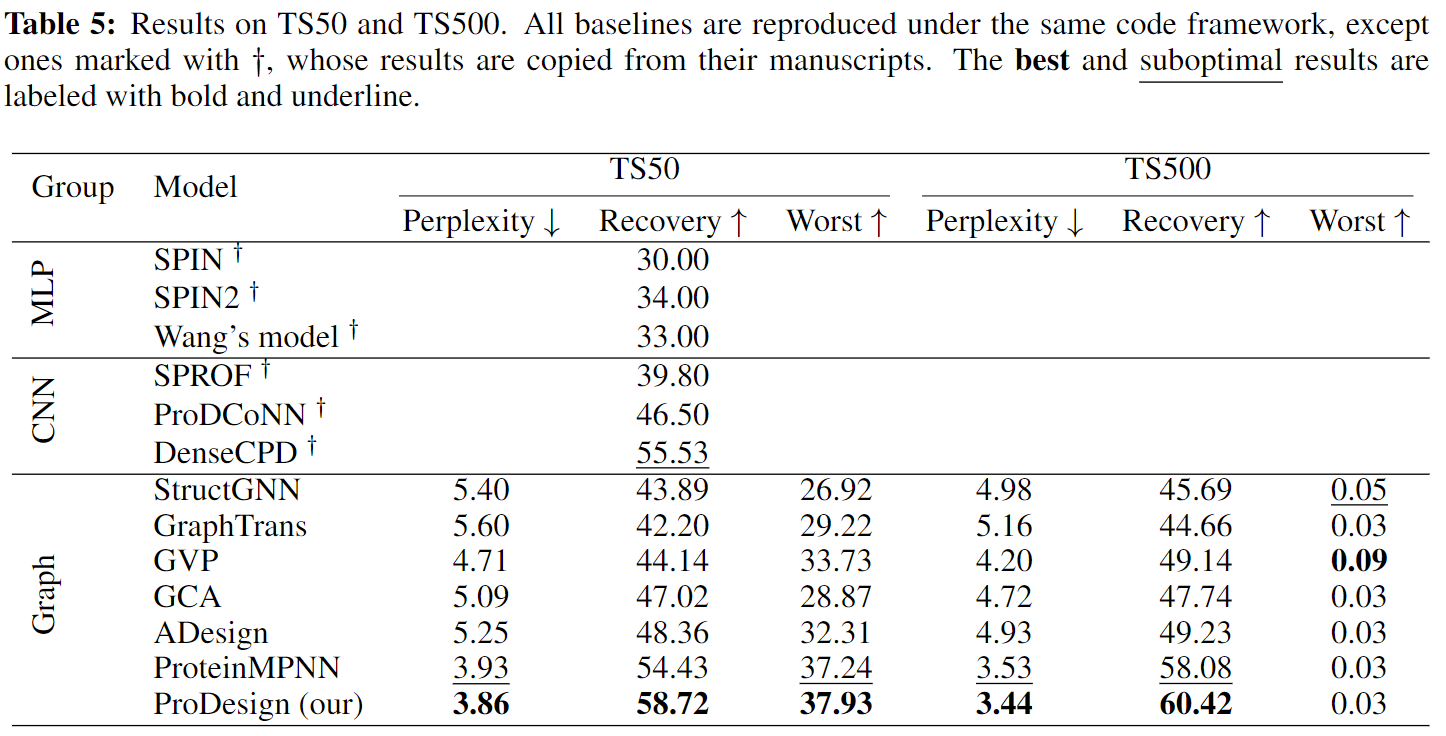 Table 5: Results on TS50 and TS500. All baselines are reproduced under the same code framework, except
ones marked with †, whose results are copied from their manuscripts. The best and suboptimal results are
labeled with bold and underline.
TS50 TS500
Group Model
Perplexity ↓ Recovery ↑ Worst ↑ Perplexity ↓ Recovery ↑ Worst ↑
MLP
SPIN † 30.00
SPIN2 † 34.00
Wang's model † 33.00
CNN
SPROF † 39.80
ProDCoNN † 46.50
DenseCPD † 55.53
Graph
StructGNN 5.40 43.89 26.92 4.98 45.69 0.05
GraphTrans 5.60 42.20 29.22 5.16 44.66 0.03
GVP 4.71 44.14 33.73 4.20 49.14 0.09
GCA 5.09 47.02 28.87 4.72 47.74 0.03
ADesign 5.25 48.36 32.31 4.93 49.23 0.03
ProteinMPNN 3.93 54.43 37.24 3.53 58.08 0.03
ProDesign (our) 3.86 58.72 37.93 3.44 60.42 0.03